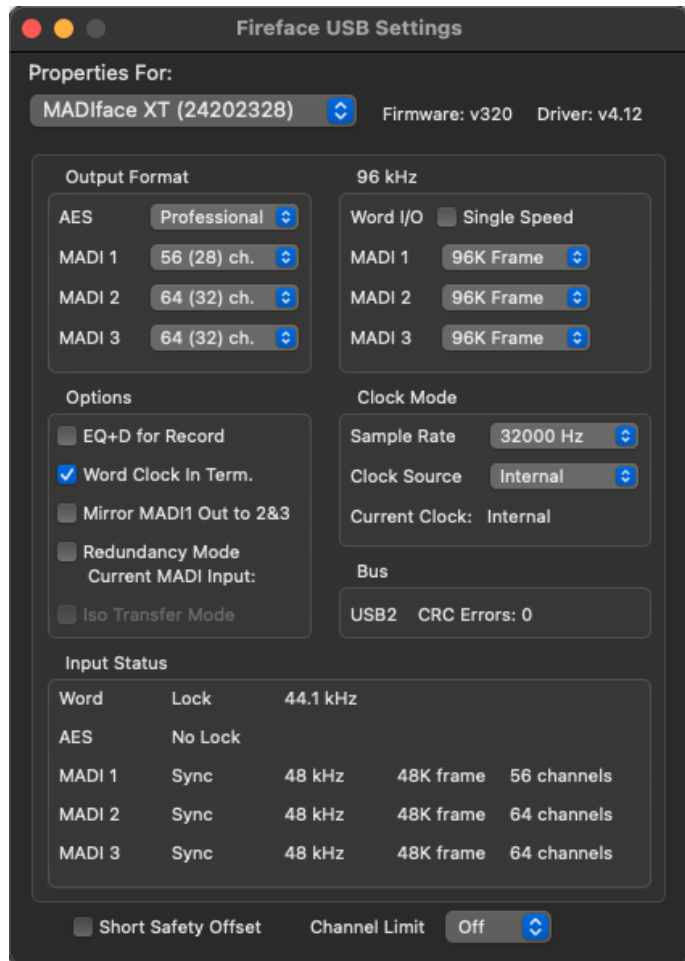 Fireface USB Settings
Properties For:
MADIface XT (24202328) Firmware: v320 Driver: v4.12
Output Format
AES Professional
MADI 1 56 (28) ch.
MADI 2 64 (32) ch.
MADI 3 64 (32) ch.
96 kHz
Word I/O Single Speed
MADI 1 96K Frame
MADI 2 96K Frame
MADI 3 96K Frame
Options
EQ+D for Record
Word Clock In Term.
Mirror MADI1 Out to 2&3
Redundancy Mode
Current MADI Input:
Iso Transfer Mode
Clock Mode
Sample Rate 32000 Hz
Clock Source Internal
Current Clock: Internal
Bus
USB2 CRC Errors: 0
Input Status
Word Lock 44.1 kHz
AES No Lock
MADI 1 Sync 48 kHz 48K frame 56 channels
MADI 2 Sync 48 kHz 48K frame 64 channels
MADI 3 Sync 48 kHz 48K frame 64 channels
Short Safety Offset Channel Limit Off